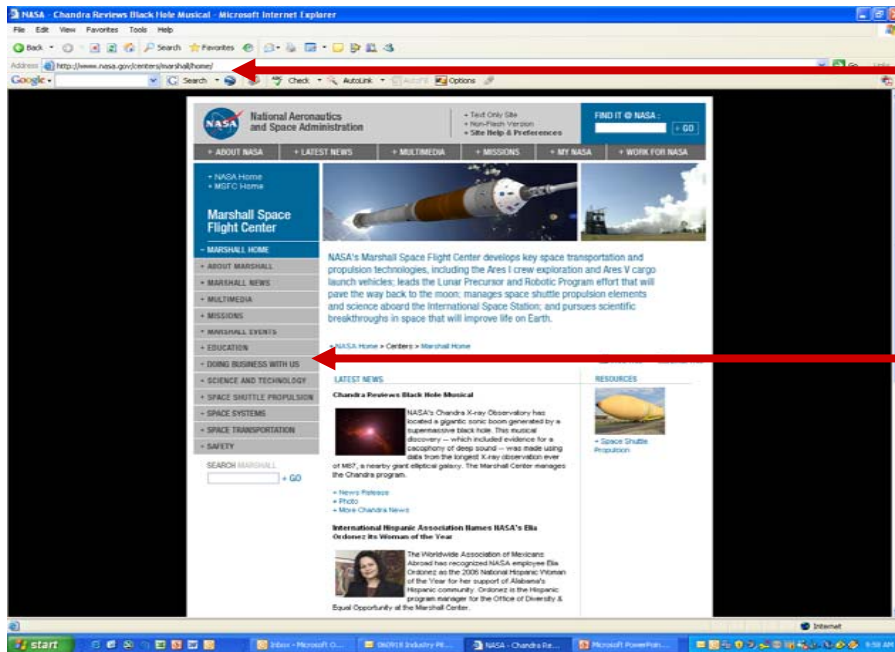 NASA - Chandra Reviews Black Hole Musical - Microsoft Internet Explorer
File Edit View Favorites Tools Help
Back Search Favorites
Address http://www.nasa.gov/centers/marshall/home/ Go Links
Google Search Check AutoLink AutoFill Options
NASA
National Aeronautics
and Space Administration
+ Text Only Site
+ Non-Flash Version
+ Site Help & Preferences
FIND IT @ NASA :
+ GO
+ ABOUT NASA + LATEST NEWS + MULTIMEDIA + MISSIONS + MY NASA + WORK FOR NASA
+ NASA Home
+ MSFC Home
Marshall Space
Flight Center
– MARSHALL HOME
+ ABOUT MARSHALL
+ MARSHALL NEWS
+ MULTIMEDIA
+ MISSIONS
+ MARSHALL EVENTS
+ EDUCATION
+ DOING BUSINESS WITH US
+ SCIENCE AND TECHNOLOGY
+ SPACE SHUTTLE PROPULSION
+ SPACE SYSTEMS
+ SPACE TRANSPORTATION
+ SAFETY
SEARCH MARSHALL
+ GO
NASA's Marshall Space Flight Center develops key space transportation and
propulsion technologies, including the Ares I crew exploration and Ares V cargo
launch vehicles; leads the Lunar Precursor and Robotic Program effort that will
pave the way back to the moon; manages space shuttle propulsion elements
and science aboard the International Space Station; and pursues scientific
breakthroughs in space that will improve life on Earth.
+ NASA Home > Centers > Marshall Home
LATEST NEWS
Chandra Reviews Black Hole Musical
NASA's Chandra X-ray Observatory has
located a gigantic sonic boom generated by a
supermassive black hole. This musical
discovery -- which included evidence for a
cacophony of deep sound -- was made using
data from the longest X-ray observation ever
of M87, a nearby giant elliptical galaxy. The Marshall Center manages
the Chandra program.
+ News Release
+ Photo
+ More Chandra News
International Hispanic Association Names NASA's Elia
Ordonez its Woman of the Year
The Worldwide Association of Mexicans
Abroad has recognized NASA employee Elia
Ordonez as the 2006 National Hispanic Woman
of the Year for her support of Alabama's
Hispanic community. Ordonez is the Hispanic
program manager for the Office of Diversity &
Equal Opportunity at the Marshall Center.
RESOURCES
+ Space Shuttle
Propulsion
Internet
start
Inbox - Microsoft O...
NASA - Chandra Re...
Microsoft PowerPoin...
9:58 AM